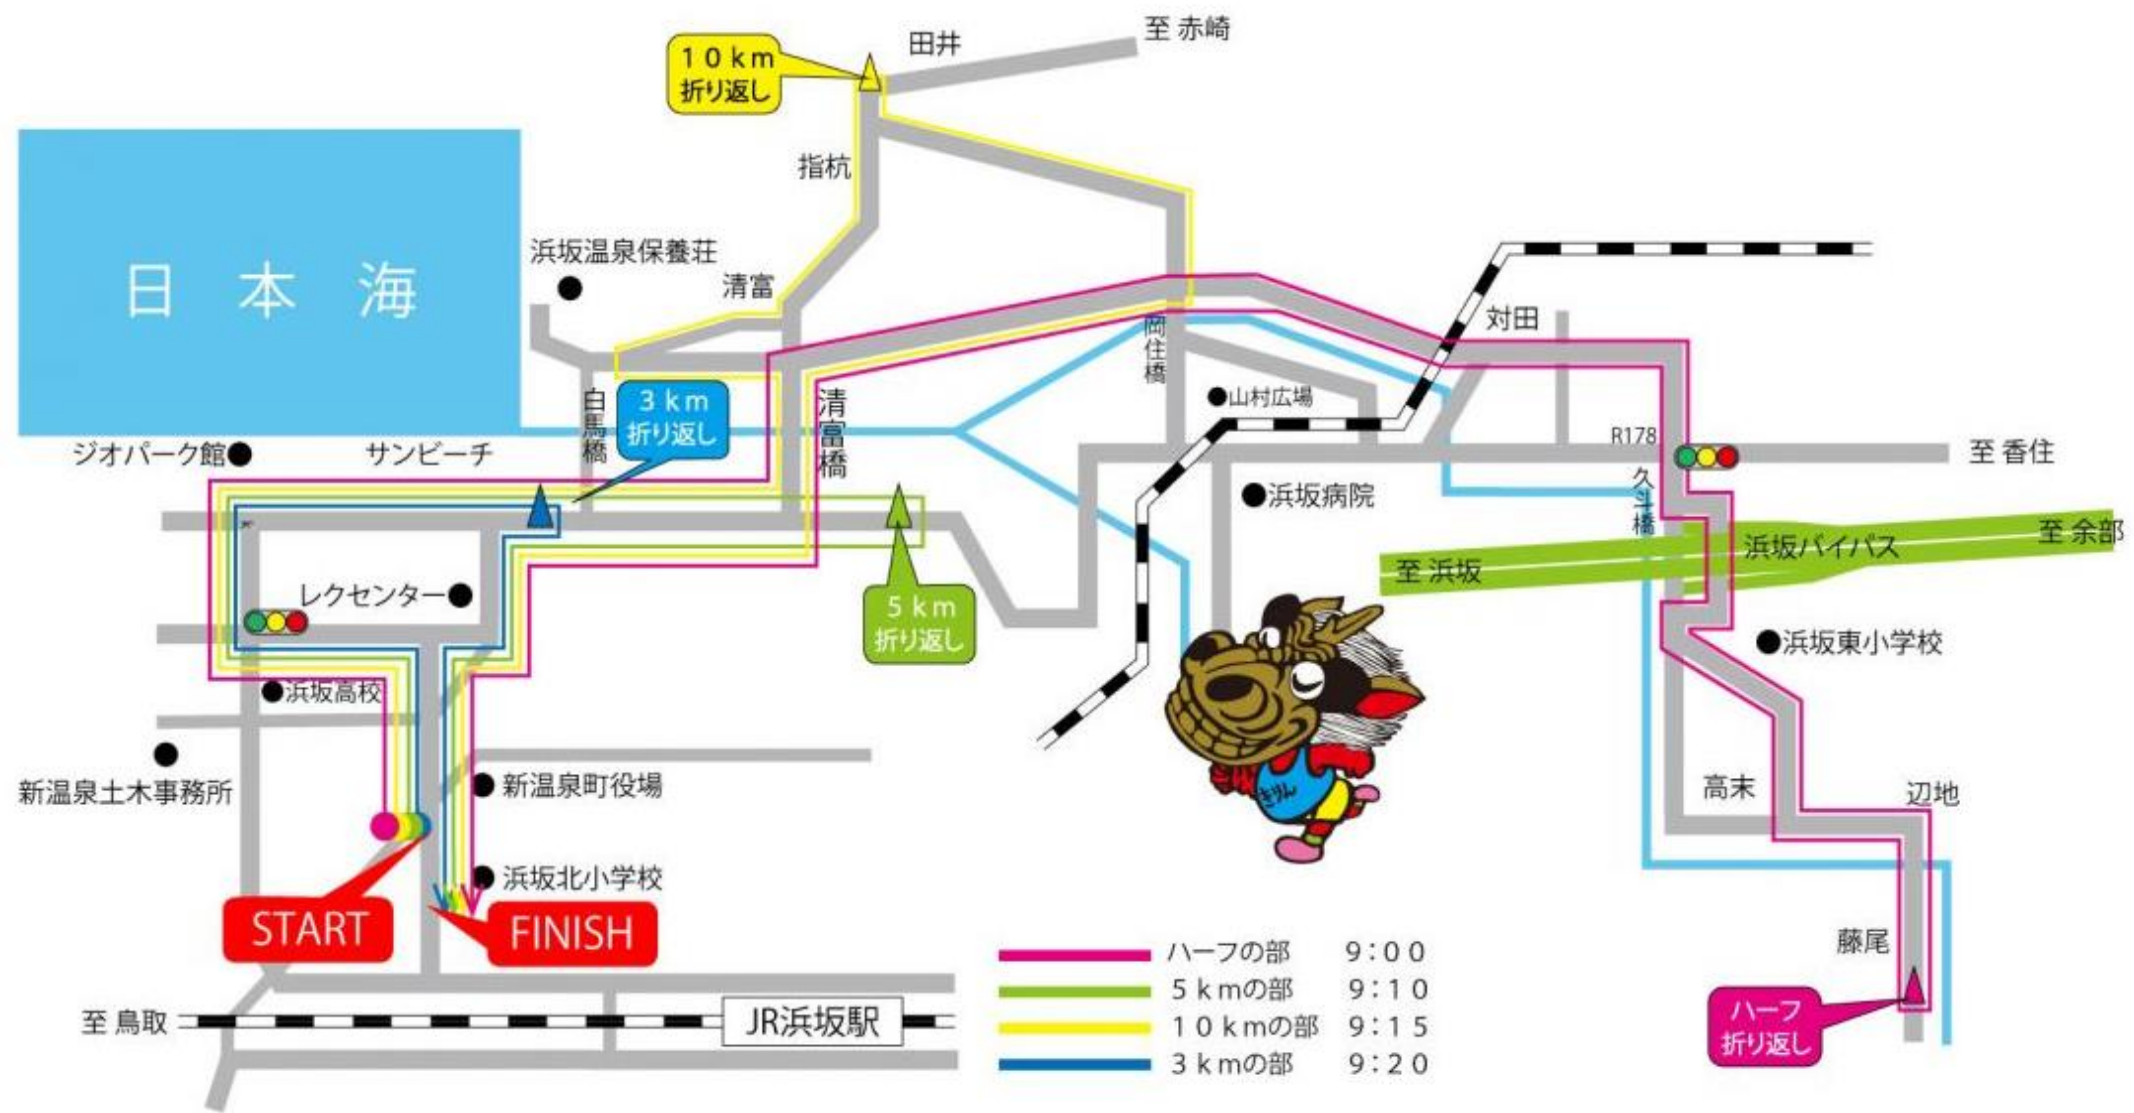 至 赤崎
田井
10km
折り返し
指杭
日本海
浜坂温泉保養荘
清富
対田
岡住橋
白馬橋
3km
折り返し
清富橋
山村広場
R178
至 香住
ジオパーク館
サンビーチ
久斗橋
浜坂病院
浜坂バイパス
至 余部
至 浜坂
レクセンター
5km
折り返し
浜坂東小学校
浜坂高校
新温泉土木事務所
新温泉町役場
高末
辺地
きりん
浜坂北小学校
START
FINISH
藤尾
ハーフの部 9:00
5kmの部 9:10
10kmの部 9:15
3kmの部 9:20
至 鳥取
JR浜坂駅
ハーフ
折り返し